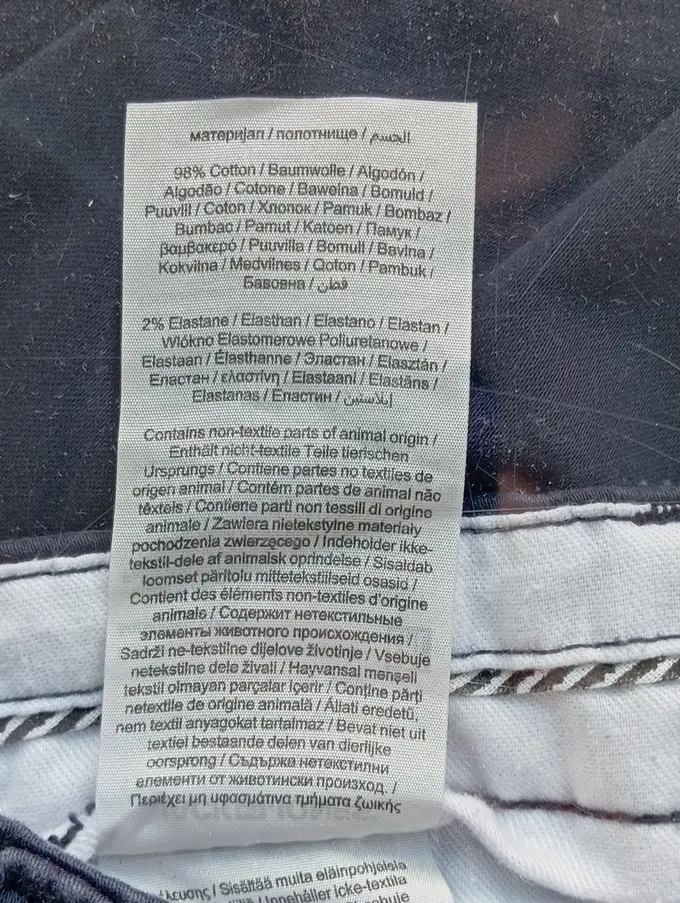 материјал / полотнище / الجسم
98% Cotton / Baumwolle / Algodón /
Algodão / Cotone / Bawełna / Bomuld /
Puuvill / Coton / Хлопок / Pamuk / Bombaz /
Bumbac / Pamut / Katoen / Памук /
βαμβακερό / Puuvilla / Bomull / Bavlna /
Kokvilna / Medvilnės / Qoton / Pambuk /
Бавовна / قطن
2% Elastane / Elasthan / Elastano / Elastan /
Włókno Elastomerowe Poliuretanowe /
Elastaan / Élasthanne / Эластан / Elasztán /
Еластан / ελαστίνη / Elastaani / Elastāns /
Elastanas / Еластин / إيلاستين
Contains non-textile parts of animal origin /
Enthält nicht-textile Teile tierischen
Ursprungs / Contiene partes no textiles de
origen animal / Contém partes de animal não
têxteis / Contiene parti non tessili di origine
animale / Zawiera nietekstylne materiały
pochodzenia zwierzęcego / Indeholder ikke-
tekstil-dele af animalsk oprindelse / Sisaldab
loomset päritolu mittetekstiilseid osasid /
Contient des éléments non-textiles d'origine
animale / Содержит нетекстильные
элементы животного происхождения /
Sadrži ne-tekstilne dijelove životinje / Vsebuje
netekstilne dele živali / Hayvansal menşeli
tekstil olmayan parçalar içerir / Conține părți
netextile de origine animală / Állati eredetű,
nem textil anyagokat tartalmaz / Bevat niet uit
textiel bestaande delen van dierlijke
oorsprong / Съдържа нетекстилни
елементи от животински произход. /
Περιέχει μη υφασμάτινα τμήματα ζωικής
/ Sisältää muita eläinpohjaisia
/ Innehåller icke-textila